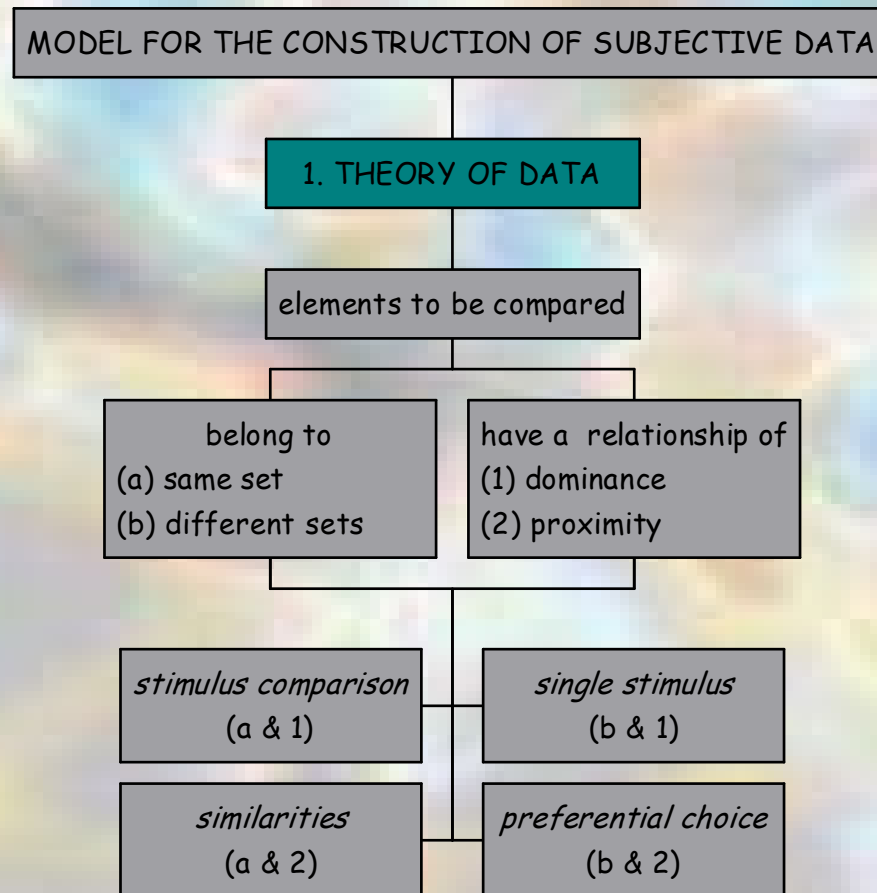 MODEL FOR THE CONSTRUCTION OF SUBJECTIVE DATA
1. THEORY OF DATA
elements to be compared
belong to
(a) same set
(b) different sets
have a relationship of
(1) dominance
(2) proximity
stimulus comparison
(a & 1)
single stimulus
(b & 1)
similarities
(a & 2)
preferential choice
(b & 2)